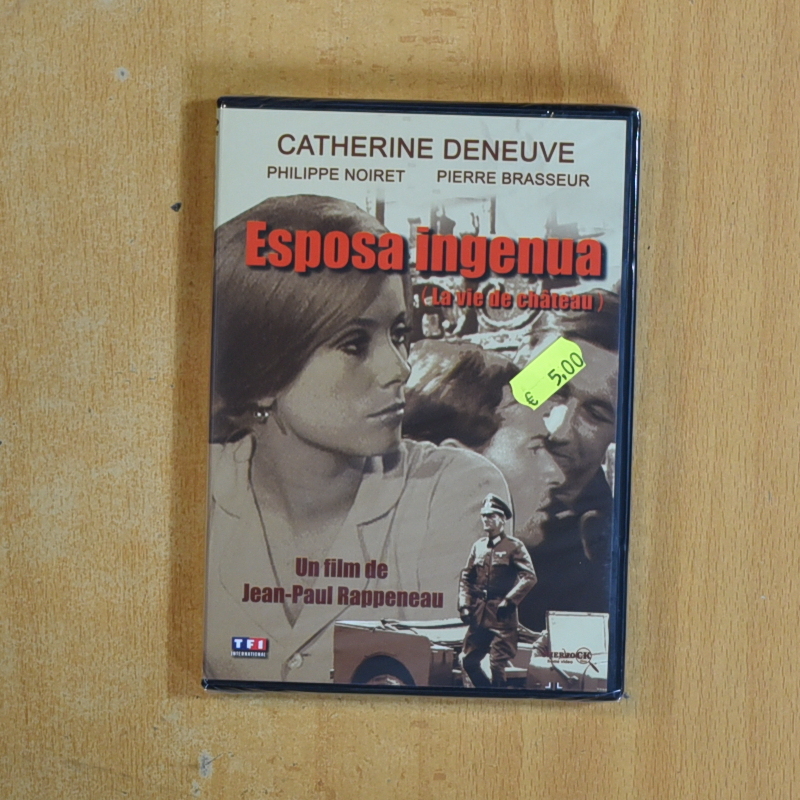 CATHERINE DENEUVE
PHILIPPE NOIRET PIERRE BRASSEUR
Esposa ingenua
(La vie de château)
€ 5,00
Un film de
Jean-Paul Rappeneau
TF1
INTERNATIONAL